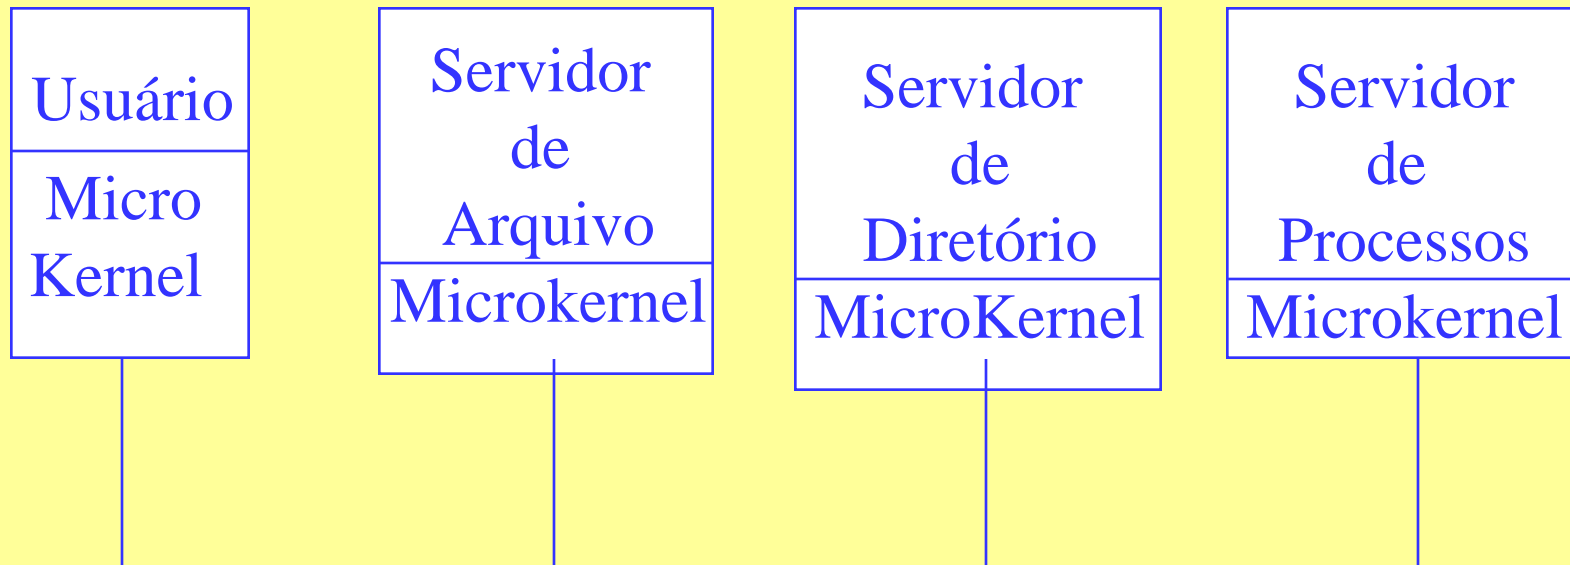 Usuário
Micro
Kernel
Servidor
de
Arquivo
Microkernel
Servidor
de
Diretório
MicroKernel
Servidor
de
Processos
Microkernel